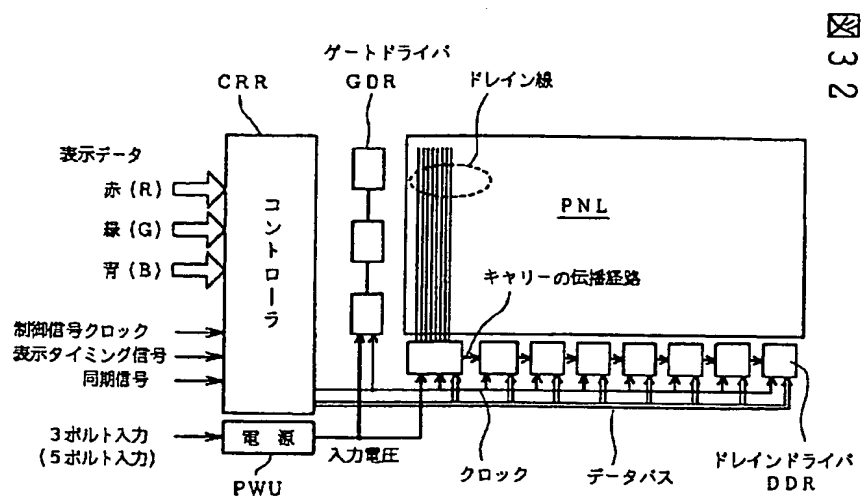 図32
ゲートドライバ
GDR
ドレイン線
CRR
表示データ
赤(R)
緑(G)
青(B)
コントローラ
PNL
キャリーの伝播経路
制御信号クロック
表示タイミング信号
同期信号
3ボルト入力
(5ボルト入力)
電源
PWU
入力電圧
クロック
データバス
ドレインドライバ
DDR